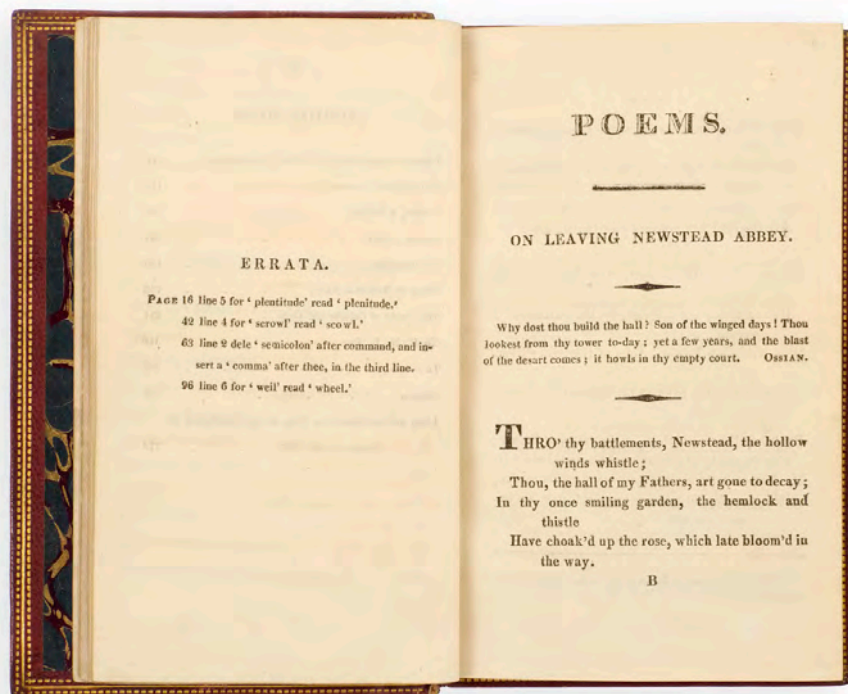 ERRATA.
PAGE 16 line 5 for ‘ plentitude’ read ‘ plenitude.’
42 line 4 for ‘ scrowl’ read ‘ scowl.’
63 line 2 dele ‘ semicolon’ after command, and in-
sert a ‘ comma’ after thee, in the third line.
96 line 6 for ‘ weil’ read ‘ wheel.’
POEMS.
ON LEAVING NEWSTEAD ABBEY.
Why dost thou build the hall? Son of the winged days! Thou
lookest from thy tower to-day; yet a few years, and the blast
of the desart comes; it howls in thy empty court. OSSIAN.
THRO’ thy battlements, Newstead, the hollow
winds whistle;
Thou, the hall of my Fathers, art gone to decay;
In thy once smiling garden, the hemlock and
thistle
Have choak’d up the rose, which late bloom’d in
the way.
B